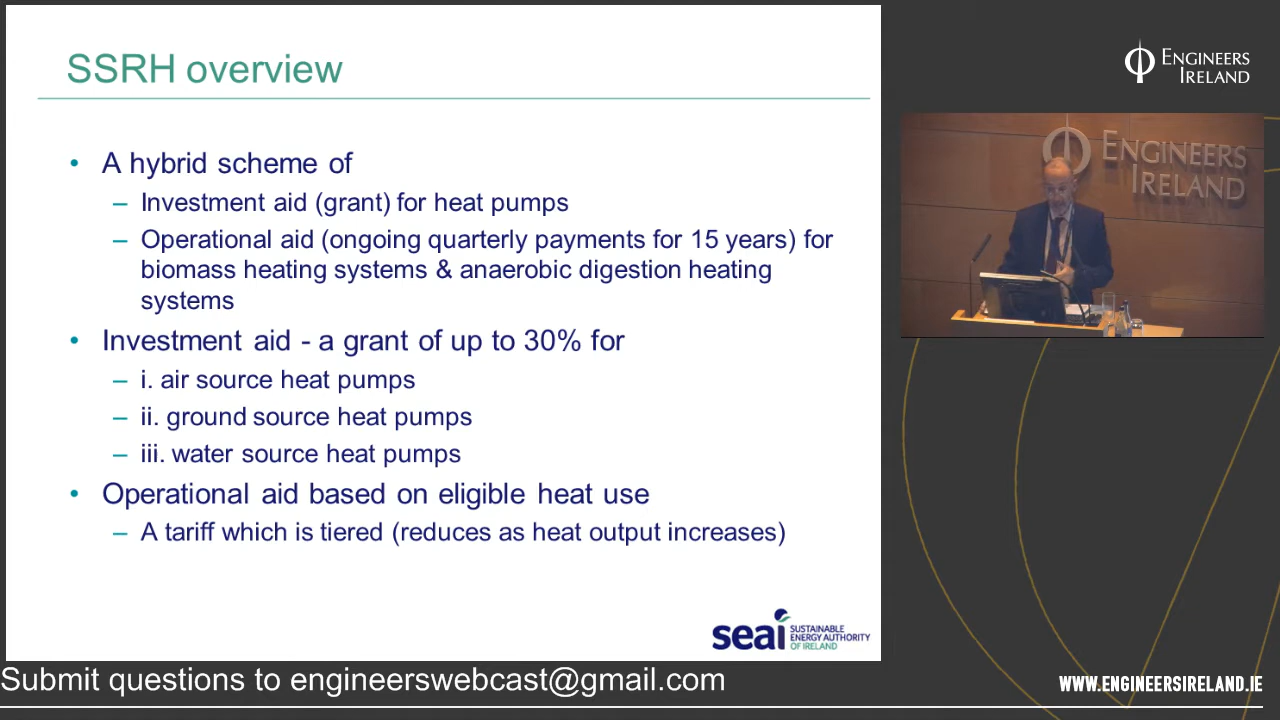 SSRH overview
• A hybrid scheme of
– Investment aid (grant) for heat pumps
– Operational aid (ongoing quarterly payments for 15 years) for
biomass heating systems & anaerobic digestion heating
systems
• Investment aid - a grant of up to 30% for
– i. air source heat pumps
– ii. ground source heat pumps
– iii. water source heat pumps
• Operational aid based on eligible heat use
– A tariff which is tiered (reduces as heat output increases)
seai
SUSTAINABLE
ENERGY AUTHORITY
OF IRELAND
ENGINEERS
IRELAND
ENGINEERS
IRELAND
Submit questions to engineerswebcast@gmail.com
WWW.ENGINEERSIRELAND.IE